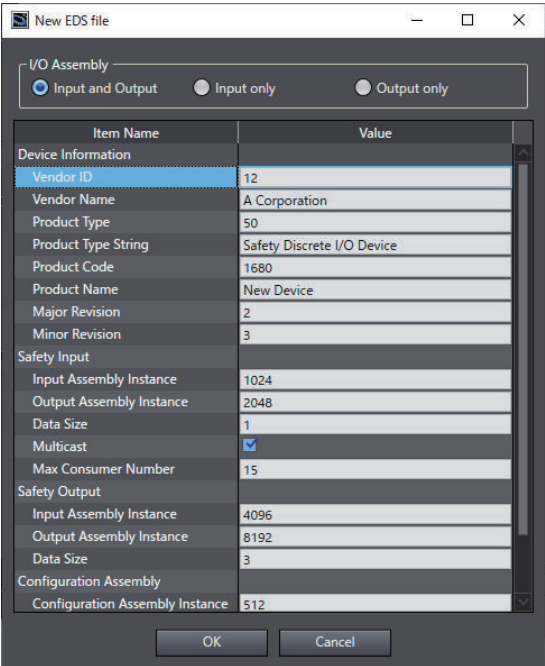 New EDS file
I/O Assembly
Input and Output Input only Output only
Item Name Value
Device Information
Vendor ID 12
Vendor Name A Corporation
Product Type 50
Product Type String Safety Discrete I/O Device
Product Code 1680
Product Name New Device
Major Revision 2
Minor Revision 3
Safety Input
Input Assembly Instance 1024
Output Assembly Instance 2048
Data Size 1
Multicast
Max Consumer Number 15
Safety Output
Input Assembly Instance 4096
Output Assembly Instance 8192
Data Size 3
Configuration Assembly
Configuration Assembly Instance 512
OK Cancel